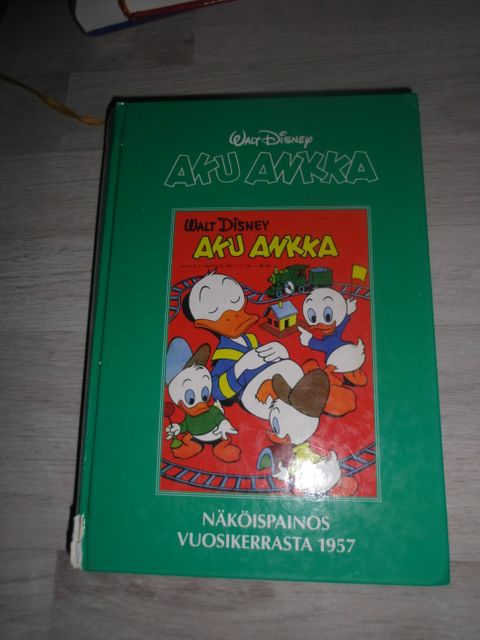 WALT DISNEY
AKU ANKKA
WALT DISNEY
AKU ANKKA
NÄKÖISPAINOS
VUOSIKERRASTA 1957